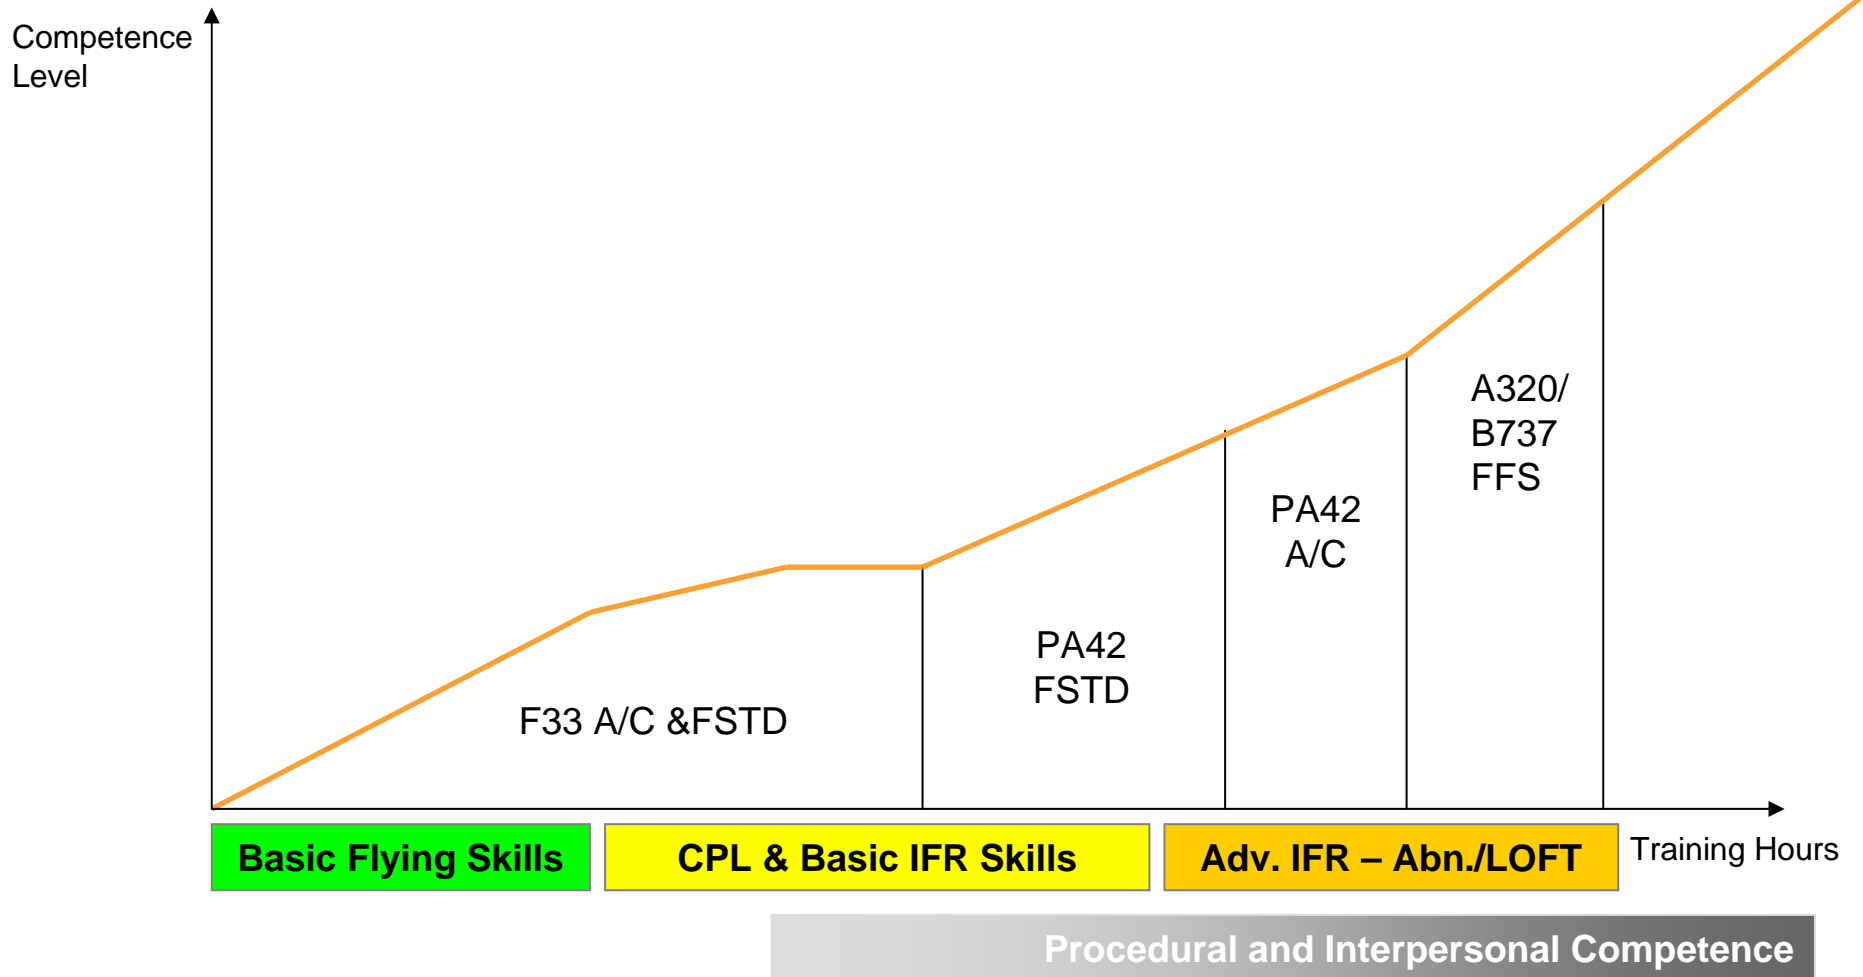 Competence
Level
A320/
B737
FFS
PA42
A/C
PA42
FSTD
F33 A/C &FSTD
Basic Flying Skills
CPL & Basic IFR Skills
Adv. IFR – Abn./LOFT
Training Hours
Procedural and Interpersonal Competence